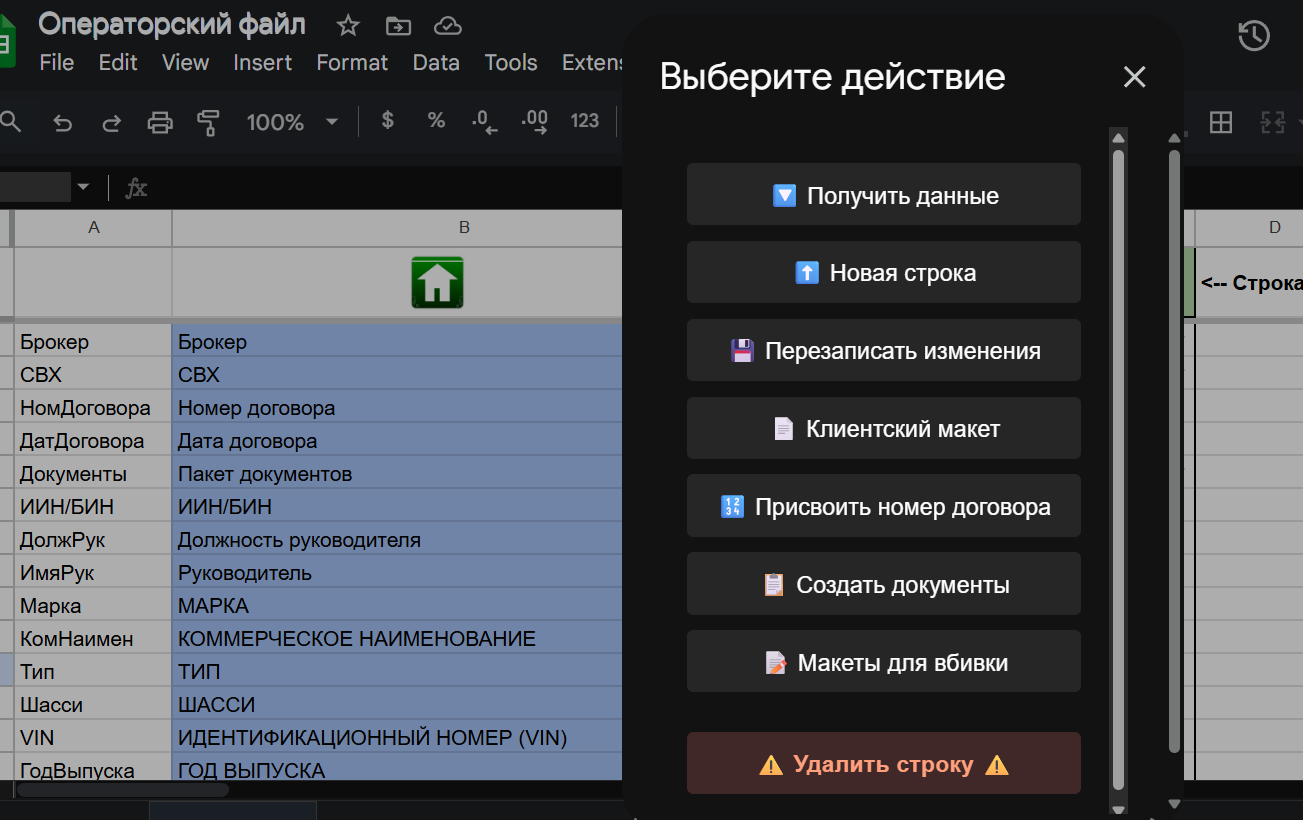 Операторский файл
File Edit View Insert Format Data Tools
100% $ % .0 .00 123
fx
Выберите действие
Получить данные
Новая строка
Перезаписать изменения
Клиентский макет
Присвоить номер договора
Создать документы
Макеты для вбивки
Удалить строку
A B D
<-- Строка
Брокер Брокер
СВХ СВХ
НомДоговора Номер договора
ДатДоговора Дата договора
Документы Пакет документов
ИИН/БИН ИИН/БИН
ДолжРук Должность руководителя
ИмяРук Руководитель
Марка МАРКА
КомНаимен КОММЕРЧЕСКОЕ НАИМЕНОВАНИЕ
Тип ТИП
Шасси ШАССИ
VIN ИДЕНТИФИКАЦИОННЫЙ НОМЕР (VIN)
ГодВыпуска ГОД ВЫПУСКА